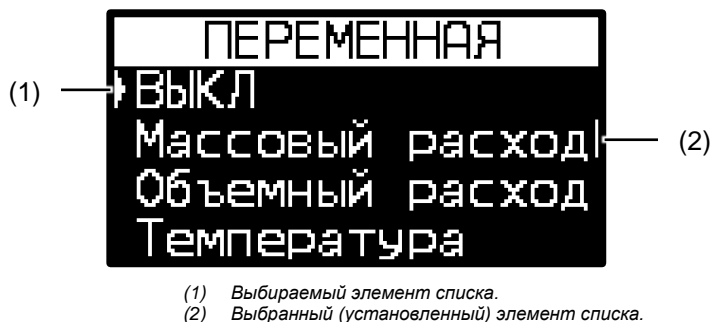 ПЕРЕМЕННАЯ
(1) ВЫКЛ
Массовый расход (2)
Объемный расход
Температура
(1) Выбираемый элемент списка.
(2) Выбранный (установленный) элемент списка.